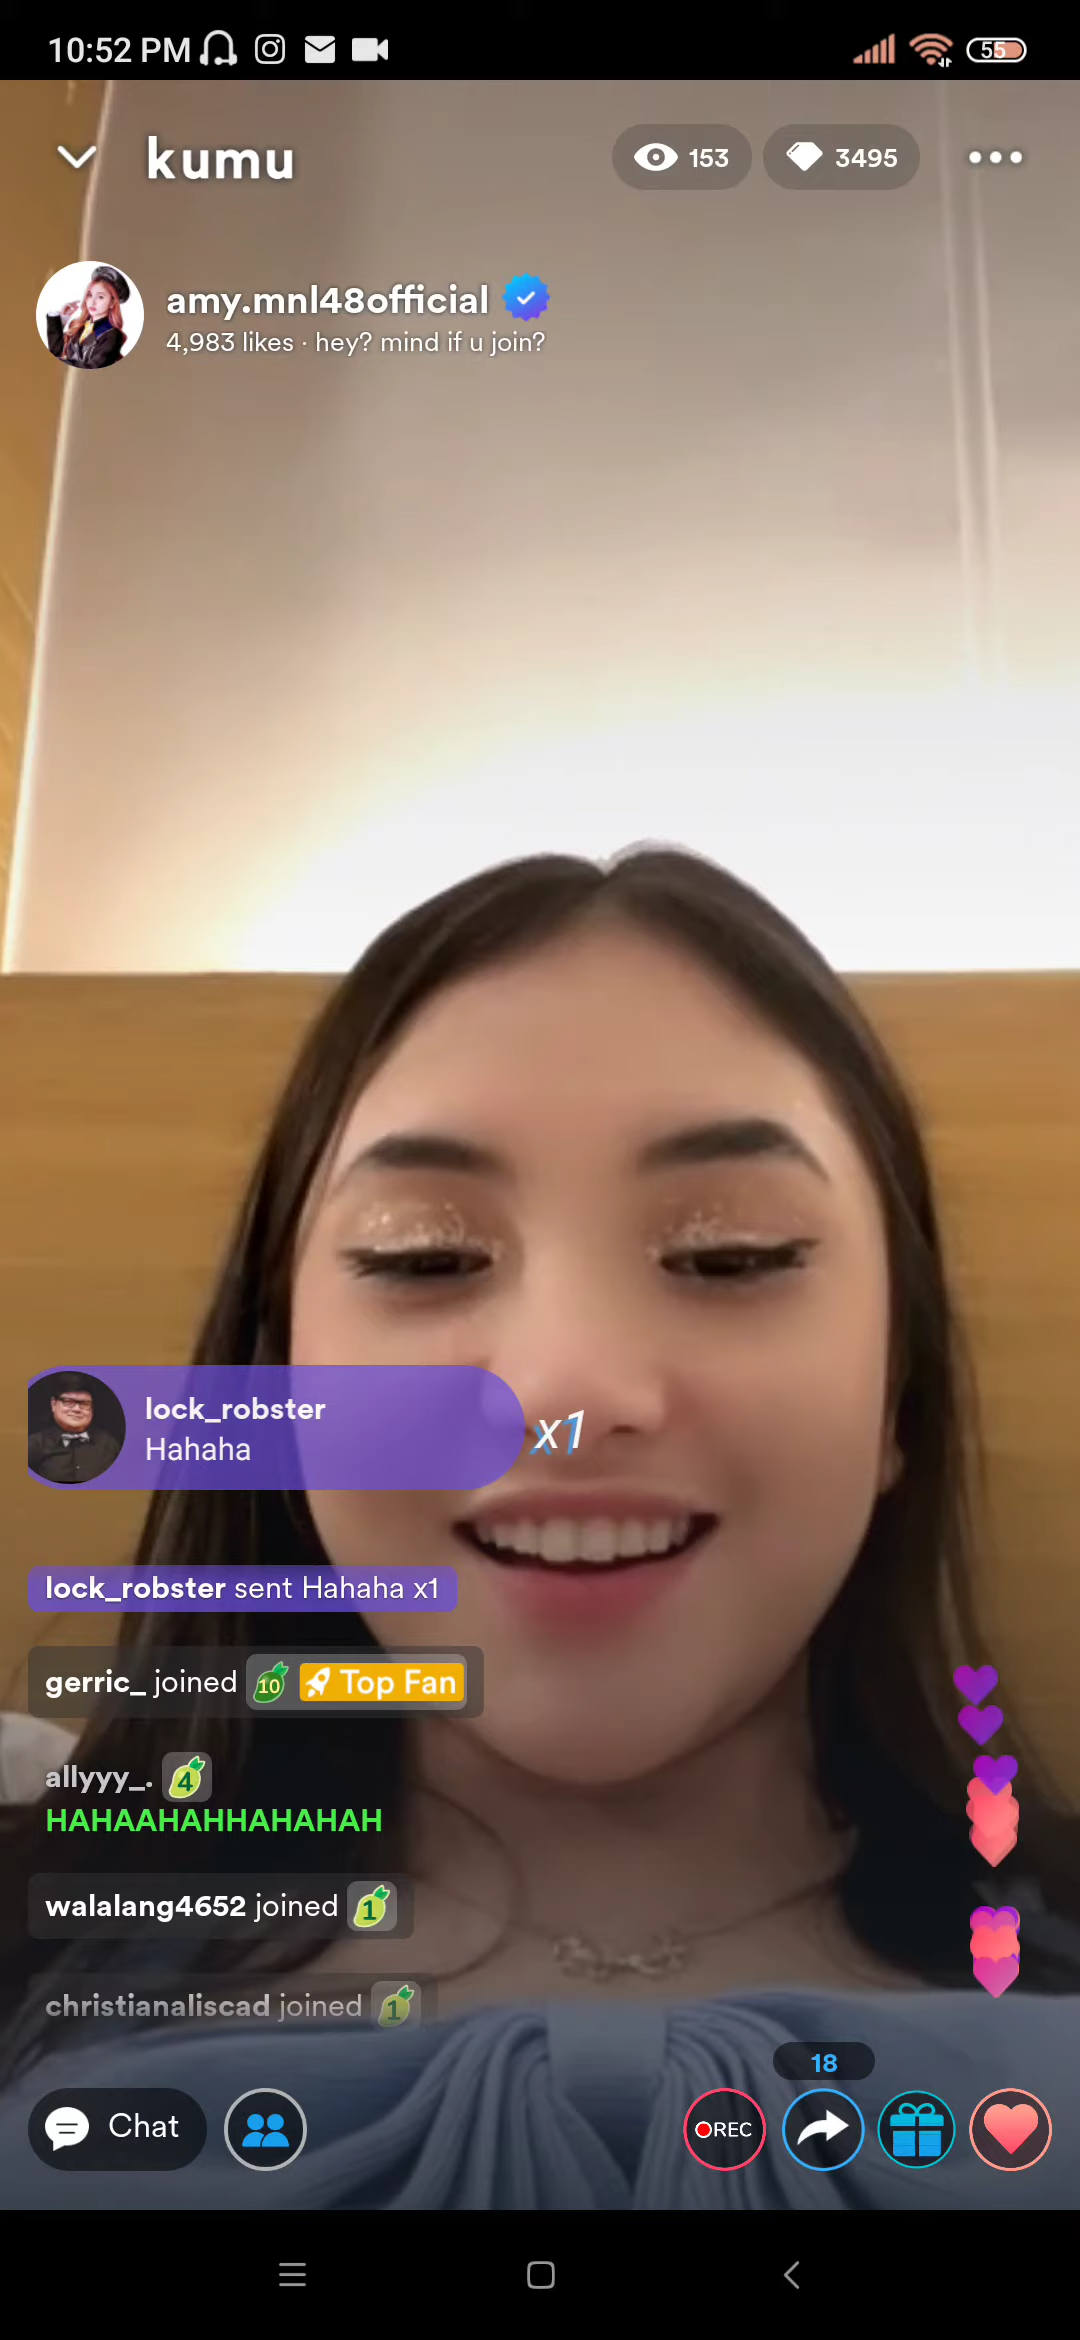 10:52 PM
55
kumu
153
3495
amy.mnl48official
4,983 likes · hey? mind if u join?
lock_robster
Hahaha
x1
lock_robster sent Hahaha x1
gerric_ joined 10 Top Fan
allyyy_. 4
HAHAAHAHHAHAHAH
walalang4652 joined 1
christianaliscad joined 1
18
Chat
REC